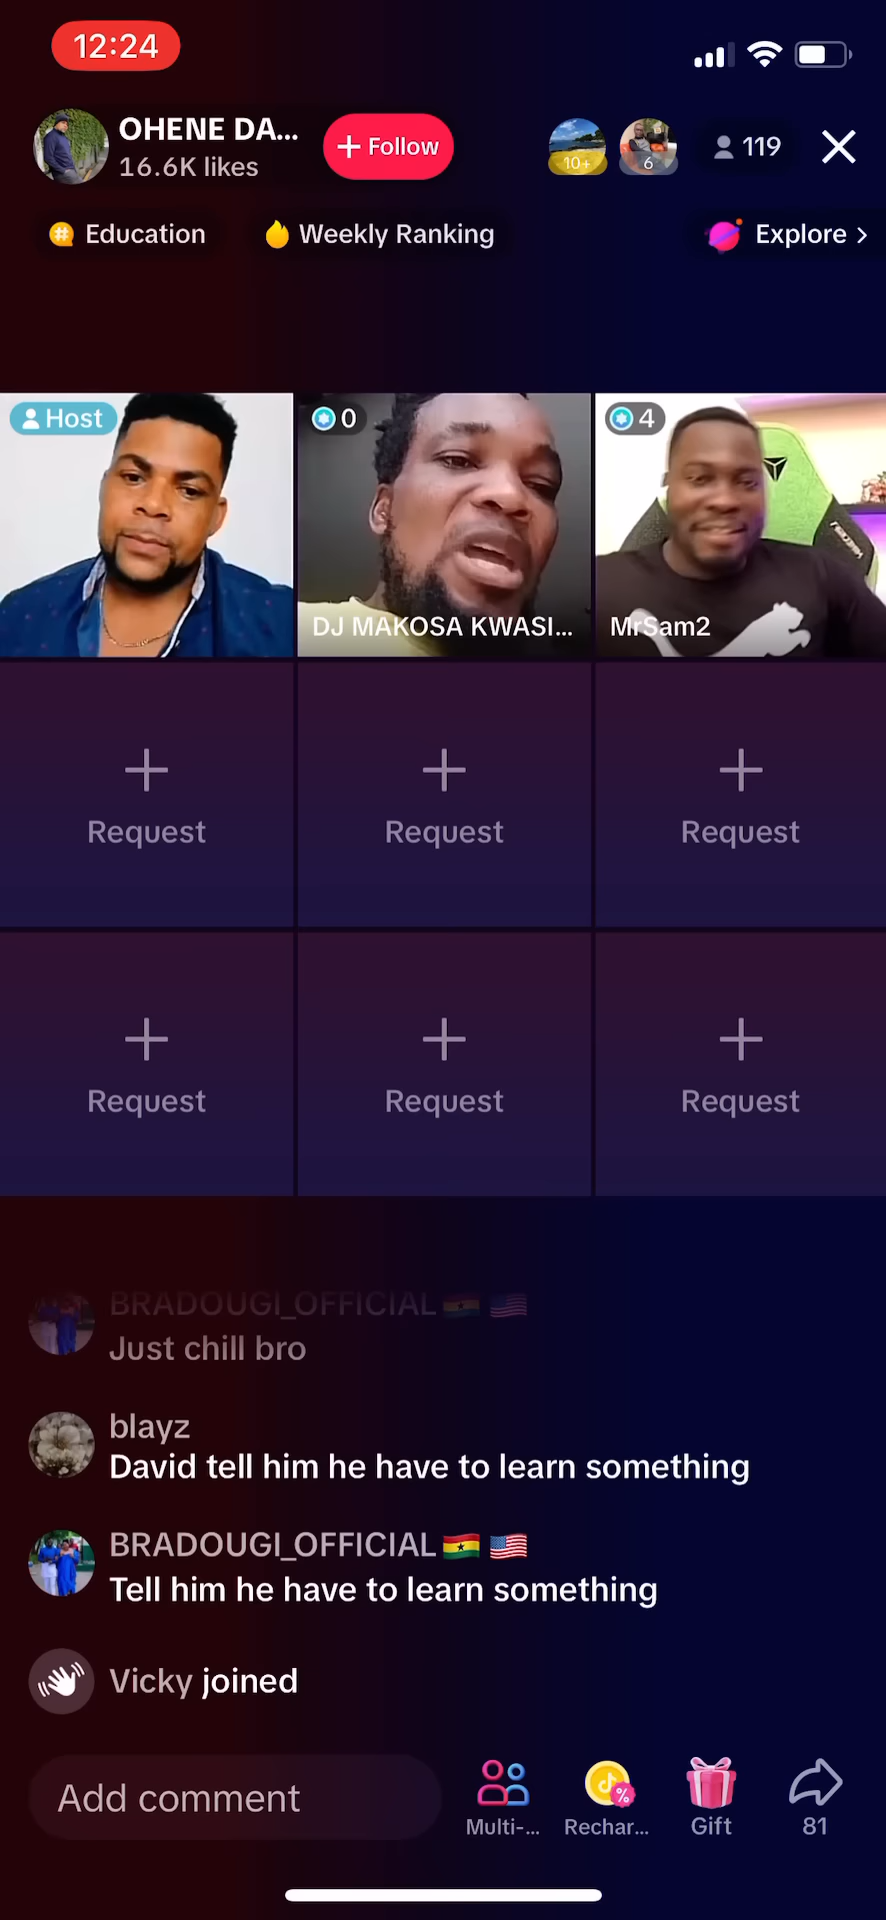 12:24
OHENE DA...
16.6K likes
+ Follow
10+
6
119
Education
Weekly Ranking
Explore >
Host
0
4
DJ MAKOSA KWASI...
MrSam2
Request
Request
Request
Request
Request
Request
BRADOUGI_OFFICIAL 🇬🇭 🇺🇸
Just chill bro
blayz
David tell him he have to learn something
BRADOUGI_OFFICIAL 🇬🇭 🇺🇸
Tell him he have to learn something
Vicky joined
Add comment
Multi-...
Rechar...
Gift
81